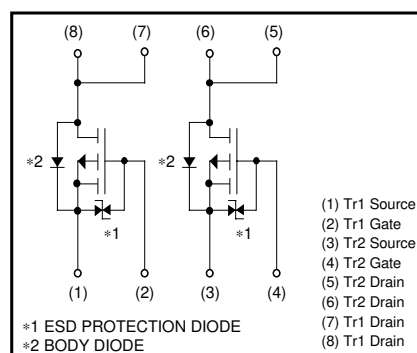 (8) (7) (6) (5)
∗2 ∗2
∗1 ∗1
(1) (2) (3) (4)
∗1 ESD PROTECTION DIODE
∗2 BODY DIODE
(1) Tr1 Source
(2) Tr1 Gate
(3) Tr2 Source
(4) Tr2 Gate
(5) Tr2 Drain
(6) Tr2 Drain
(7) Tr1 Drain
(8) Tr1 Drain